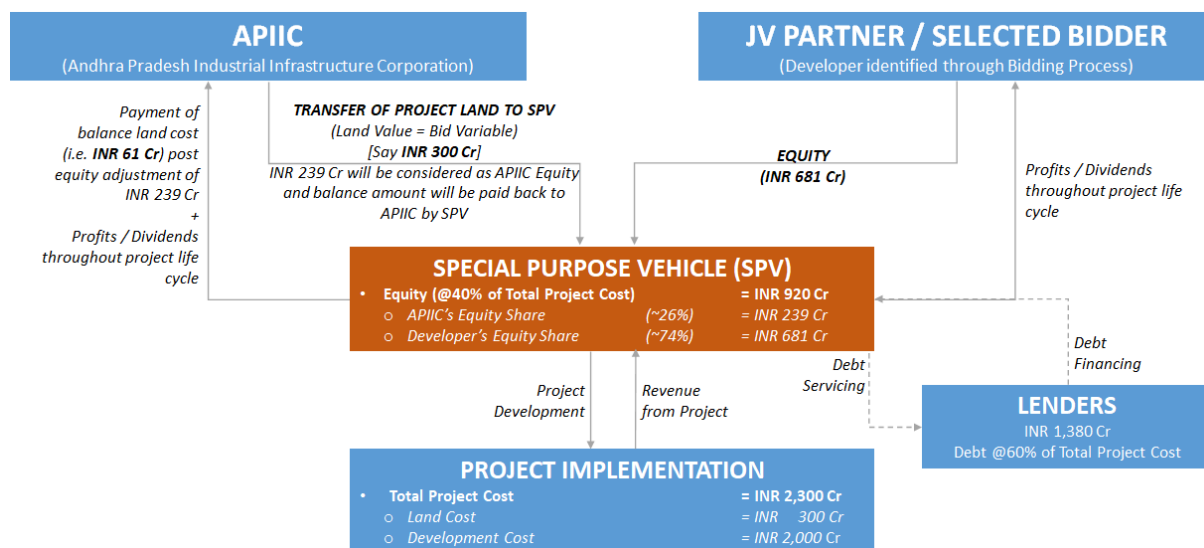 APIIC
(Andhra Pradesh Industrial Infrastructure Corporation)
JV PARTNER / SELECTED BIDDER
(Developer identified through Bidding Process)
Payment of
balance land cost
(i.e. INR 61 Cr) post
equity adjustment of
INR 239 Cr
+
Profits / Dividends
throughout project life
cycle
TRANSFER OF PROJECT LAND TO SPV
(Land Value = Bid Variable)
[Say INR 300 Cr]
INR 239 Cr will be considered as APIIC Equity
and balance amount will be paid back to
APIIC by SPV
EQUITY
(INR 681 Cr)
Profits / Dividends
throughout project life
cycle
SPECIAL PURPOSE VEHICLE (SPV)
• Equity (@40% of Total Project Cost) = INR 920 Cr
o APIIC's Equity Share (~26%) = INR 239 Cr
o Developer's Equity Share (~74%) = INR 681 Cr
Project
Development
Revenue
from Project
Debt
Servicing
Debt
Financing
LENDERS
INR 1,380 Cr
Debt @60% of Total Project Cost
PROJECT IMPLEMENTATION
• Total Project Cost = INR 2,300 Cr
o Land Cost = INR 300 Cr
o Development Cost = INR 2,000 Cr